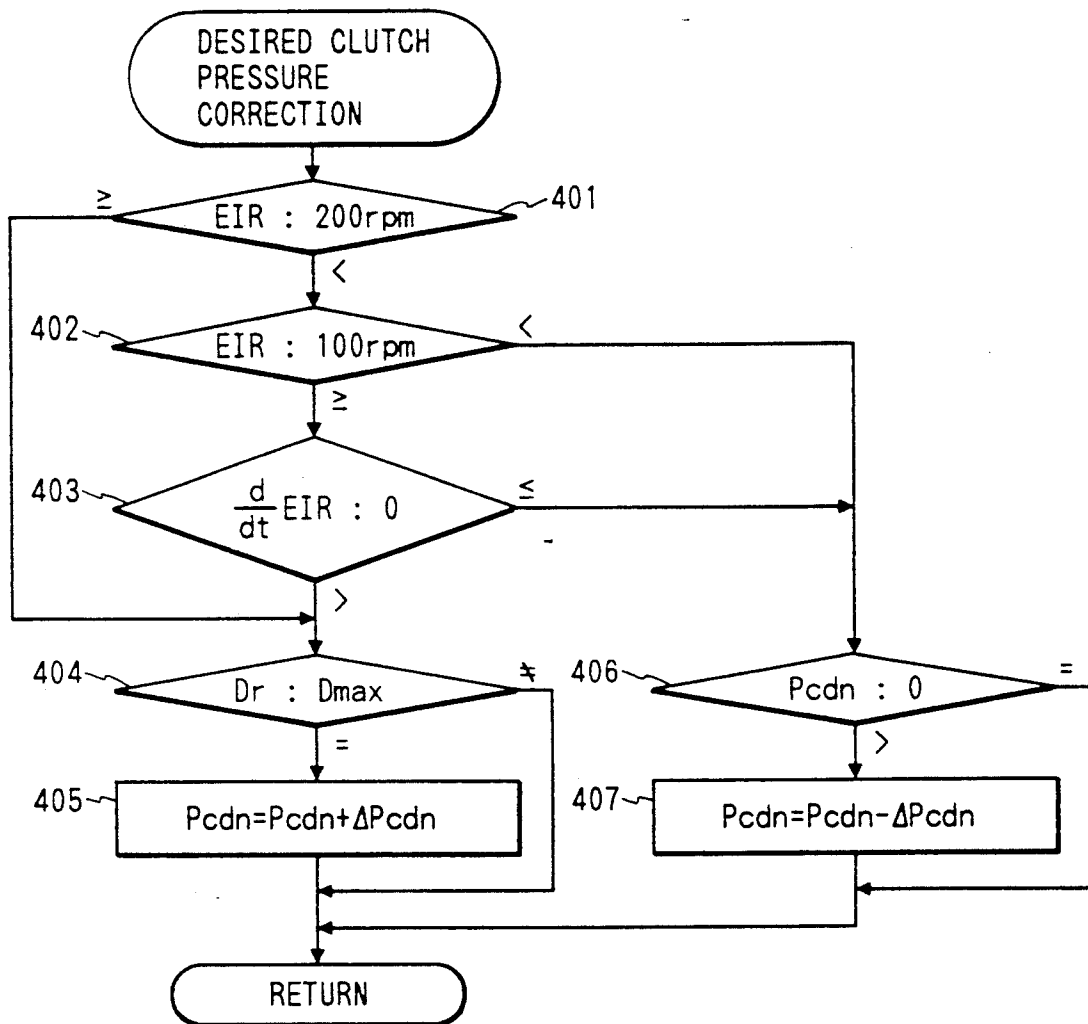 DESIRED CLUTCH
PRESSURE
CORRECTION
≥
EIR : 200rpm
401
<
402
EIR : 100rpm
<
≥
403
d/dt EIR : 0
≤
>
404
Dr : Dmax
≠
=
406
Pcdn : 0
=
>
405
Pcdn=Pcdn+ΔPcdn
407
Pcdn=Pcdn-ΔPcdn
RETURN